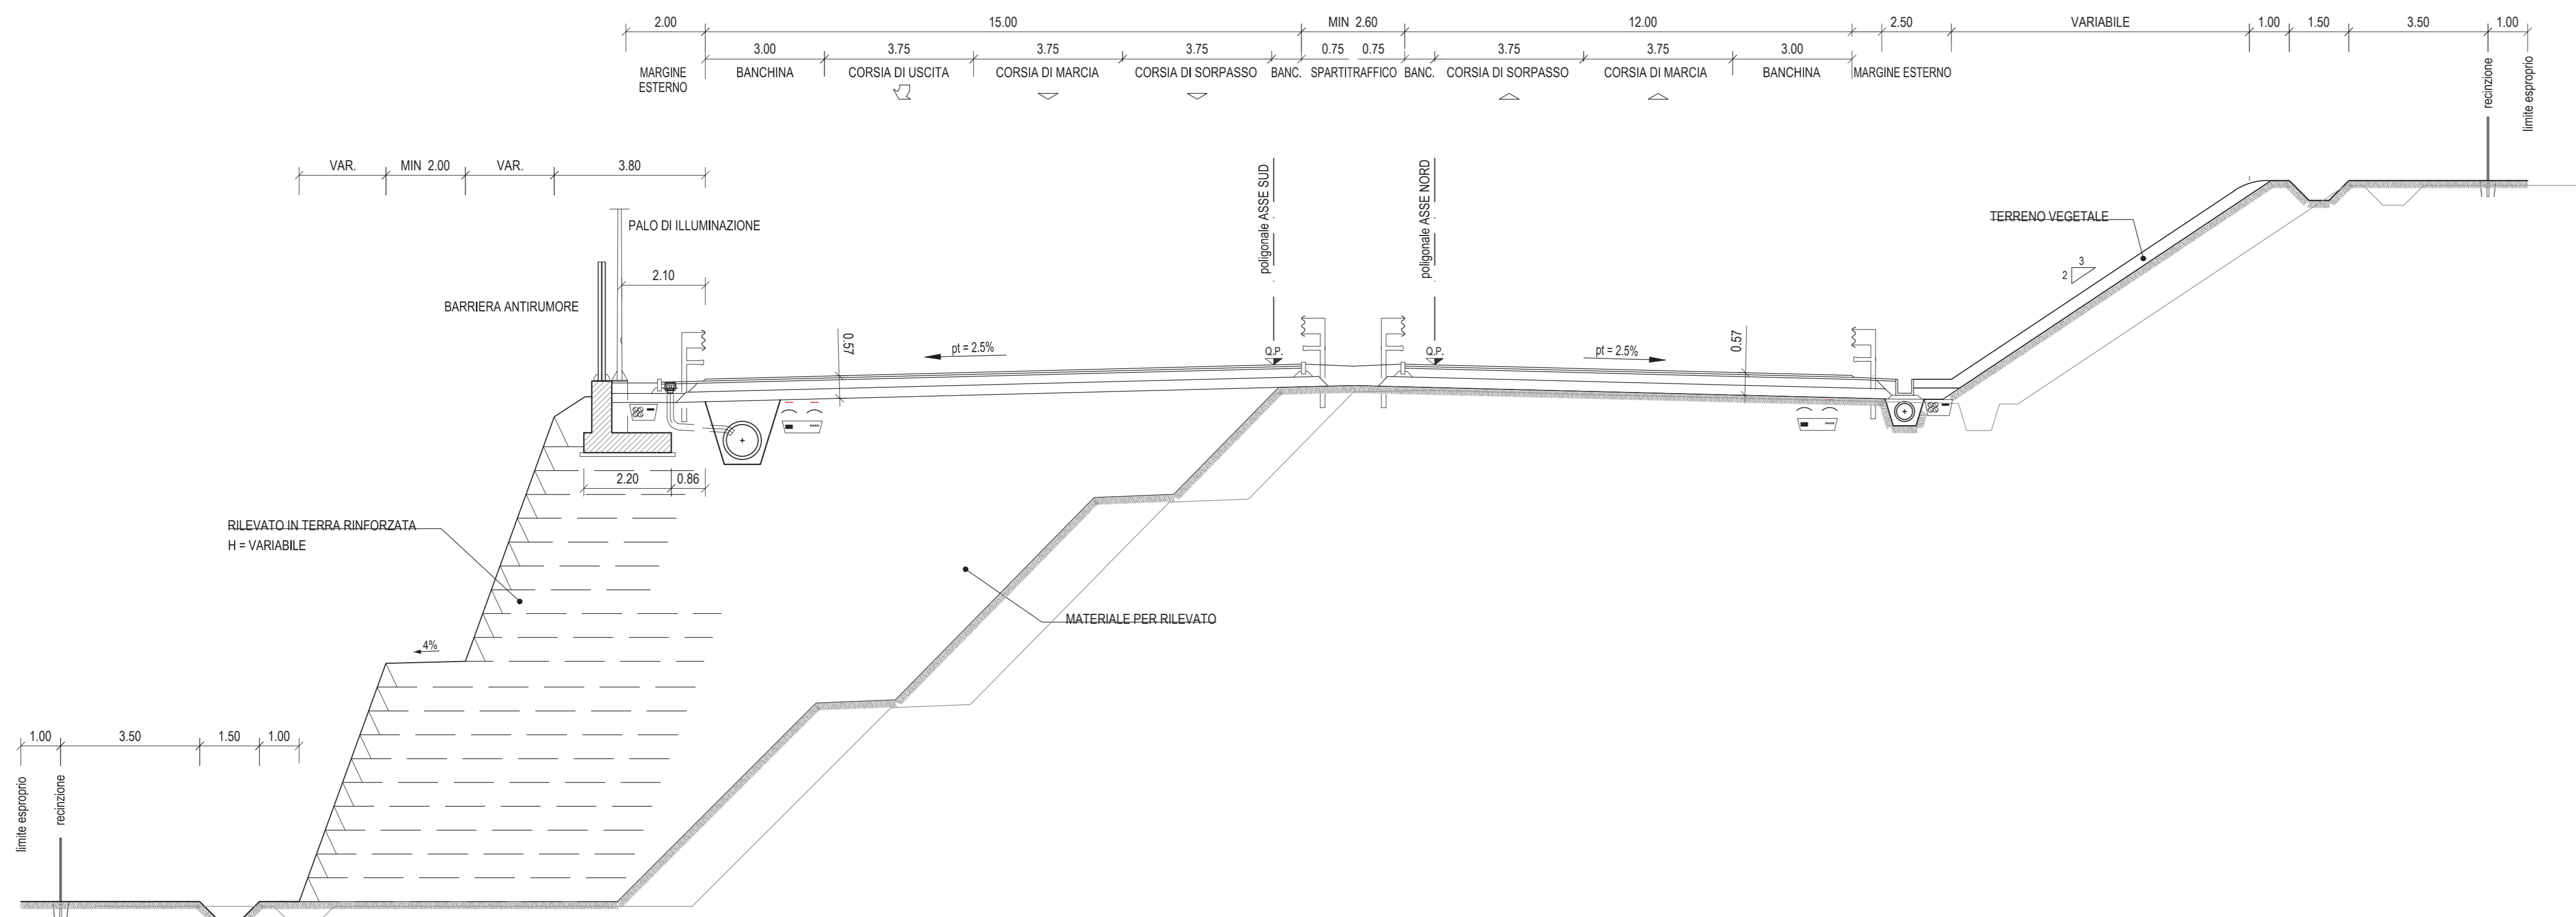 2.00 15.00 MIN 2.60 12.00 2.50 VARIABILE 1.00 1.50 3.50 1.00
3.00 3.75 3.75 3.75 0.75 0.75 3.75 3.75 3.00
MARGINE
ESTERNO
BANCHINA CORSIA DI USCITA CORSIA DI MARCIA CORSIA DI SORPASSO BANC. SPARTITRAFFICO BANC. CORSIA DI SORPASSO CORSIA DI MARCIA BANCHINA MARGINE ESTERNO
recinzione
limite esproprio
VAR. MIN 2.00 VAR. 3.80
poligonale ASSE SUD
poligonale ASSE NORD
PALO DI ILLUMINAZIONE
TERRENO VEGETALE
2.10
3
2
BARRIERA ANTIRUMORE
0.57
pt = 2.5%
Q.P.
Q.P.
pt = 2.5%
0.57
2.20 0.86
RILEVATO IN TERRA RINFORZATA
H = VARIABILE
MATERIALE PER RILEVATO
4%
1.00 3.50 1.50 1.00
limite esproprio
recinzione